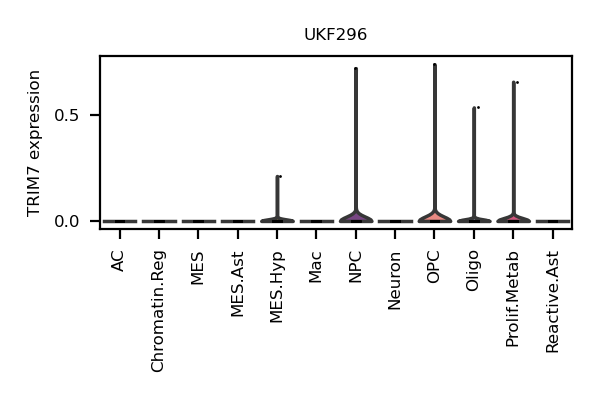 UKF296
TRIM7 expression
0.5
0.0
AC
Chromatin.Reg
MES
MES.Ast
MES.Hyp
Mac
NPC
Neuron
OPC
Oligo
Prolif.Metab
Reactive.Ast